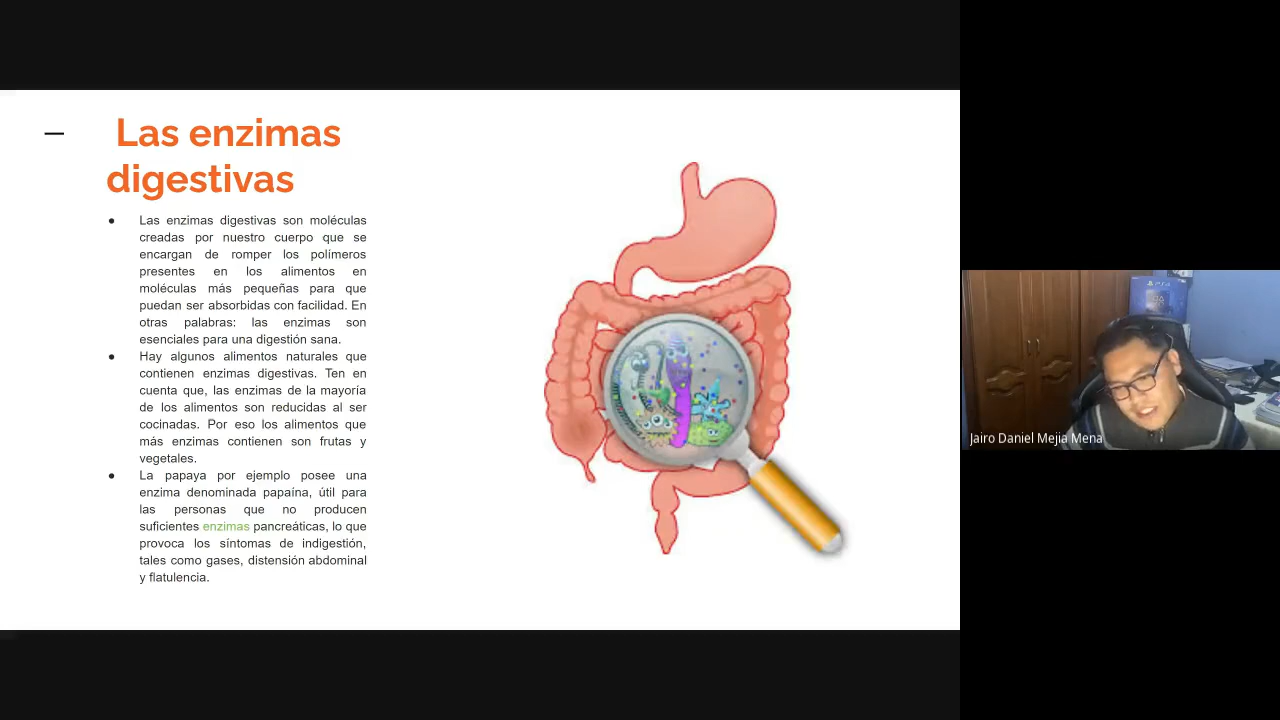 Las enzimas
digestivas
● Las enzimas digestivas son moléculas
creadas por nuestro cuerpo que se
encargan de romper los polímeros
presentes en los alimentos en
moléculas más pequeñas para que
puedan ser absorbidas con facilidad. En
otras palabras: las enzimas son
esenciales para una digestión sana.
● Hay algunos alimentos naturales que
contienen enzimas digestivas. Ten en
cuenta que, las enzimas de la mayoría
de los alimentos son reducidas al ser
cocinadas. Por eso los alimentos que
más enzimas contienen son frutas y
vegetales.
● La papaya por ejemplo posee una
enzima denominada papaína, útil para
las personas que no producen
suficientes enzimas pancreáticas, lo que
provoca los síntomas de indigestión,
tales como gases, distensión abdominal
y flatulencia.
PS4
Jairo Daniel Mejia Mena